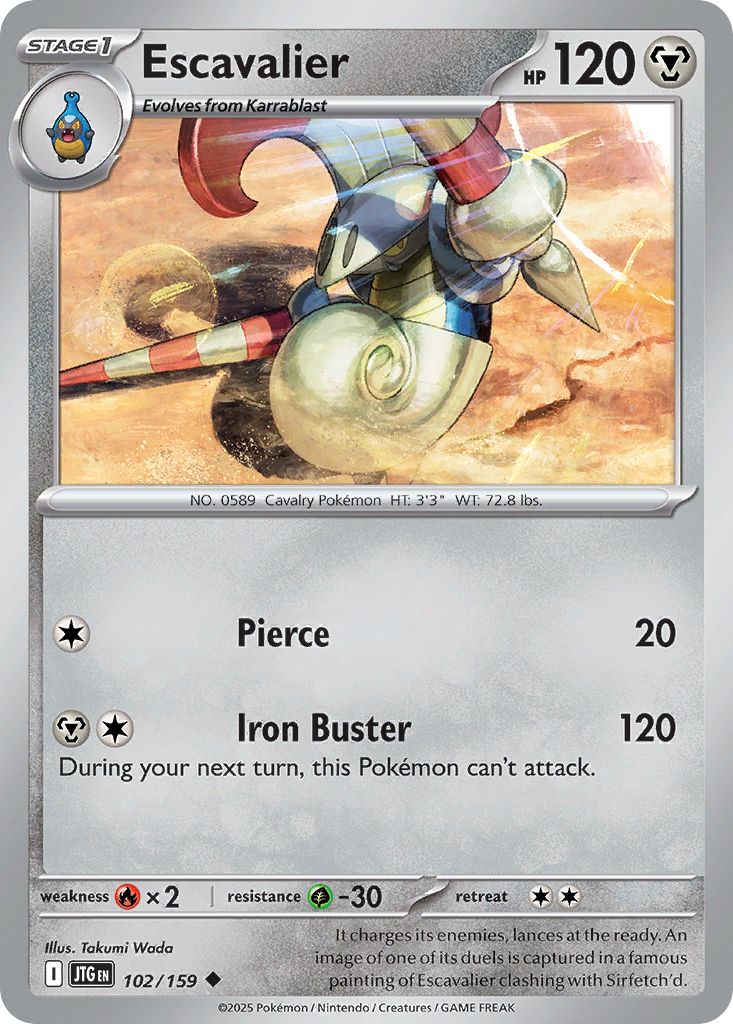 STAGE 1
Escavalier
HP 120
Evolves from Karrablast
NO. 0589 Cavalry Pokémon HT: 3'3" WT: 72.8 lbs.
Pierce 20
Iron Buster 120
During your next turn, this Pokémon can't attack.
weakness ×2 resistance -30 retreat
Illus. Takumi Wada
It charges its enemies, lances at the ready. An
image of one of its duels is captured in a famous
painting of Escavalier clashing with Sirfetch'd.
I JTG EN 102/159
©2025 Pokémon / Nintendo / Creatures / GAME FREAK